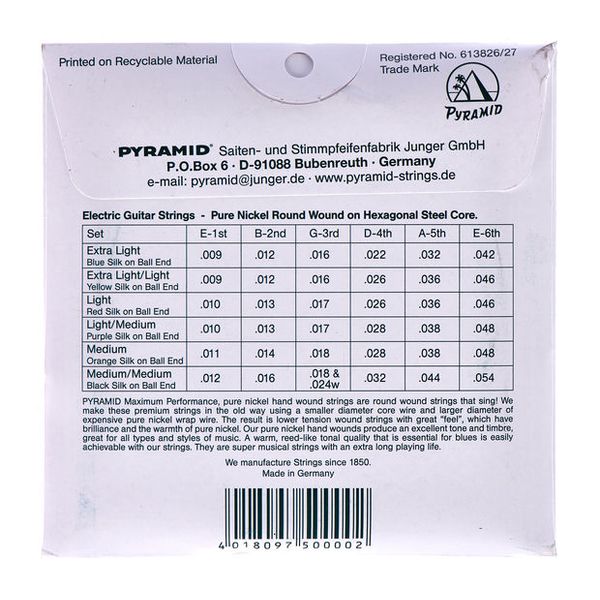 Printed on Recyclable Material
Registered No. 613826/27
Trade Mark
PYRAMID
PYRAMID® Saiten- und Stimmpfeifenfabrik Junger GmbH
P.O.Box 6 · D-91088 Bubenreuth · Germany
e-mail: pyramid@junger.de · www.pyramid-strings.de
Electric Guitar Strings - Pure Nickel Round Wound on Hexagonal Steel Core.
Set E-1st B-2nd G-3rd D-4th A-5th E-6th
Extra Light
Blue Silk on Ball End .009 .012 .016 .022 .032 .042
Extra Light/Light
Yellow Silk on Ball End .009 .012 .016 .026 .036 .046
Light
Red Silk on Ball End .010 .013 .017 .026 .036 .046
Light/Medium
Purple Silk on Ball End .010 .013 .017 .028 .038 .048
Medium
Orange Silk on Ball End .011 .014 .018 .028 .038 .048
Medium/Medium
Black Silk on Ball End .012 .016 .018 & .024w .032 .044 .054
PYRAMID Maximum Performance, pure nickel hand wound strings are round wound strings that sing! We
make these premium strings in the old way using a smaller diameter core wire and larger diameter of
expensive pure nickel wrap wire. The result is lower tension wound strings with great "feel", which have
brilliance and the warmth of pure nickel. Our pure nickel hand wounds produce an excellent tone and timbre,
great for all types and styles of music. A warm, reed-like tonal quality that is essential for blues is easily
achievable with our strings. They are super musical strings with an extra long playing life.
We manufacture Strings since 1850.
Made in Germany
4 018097 500002